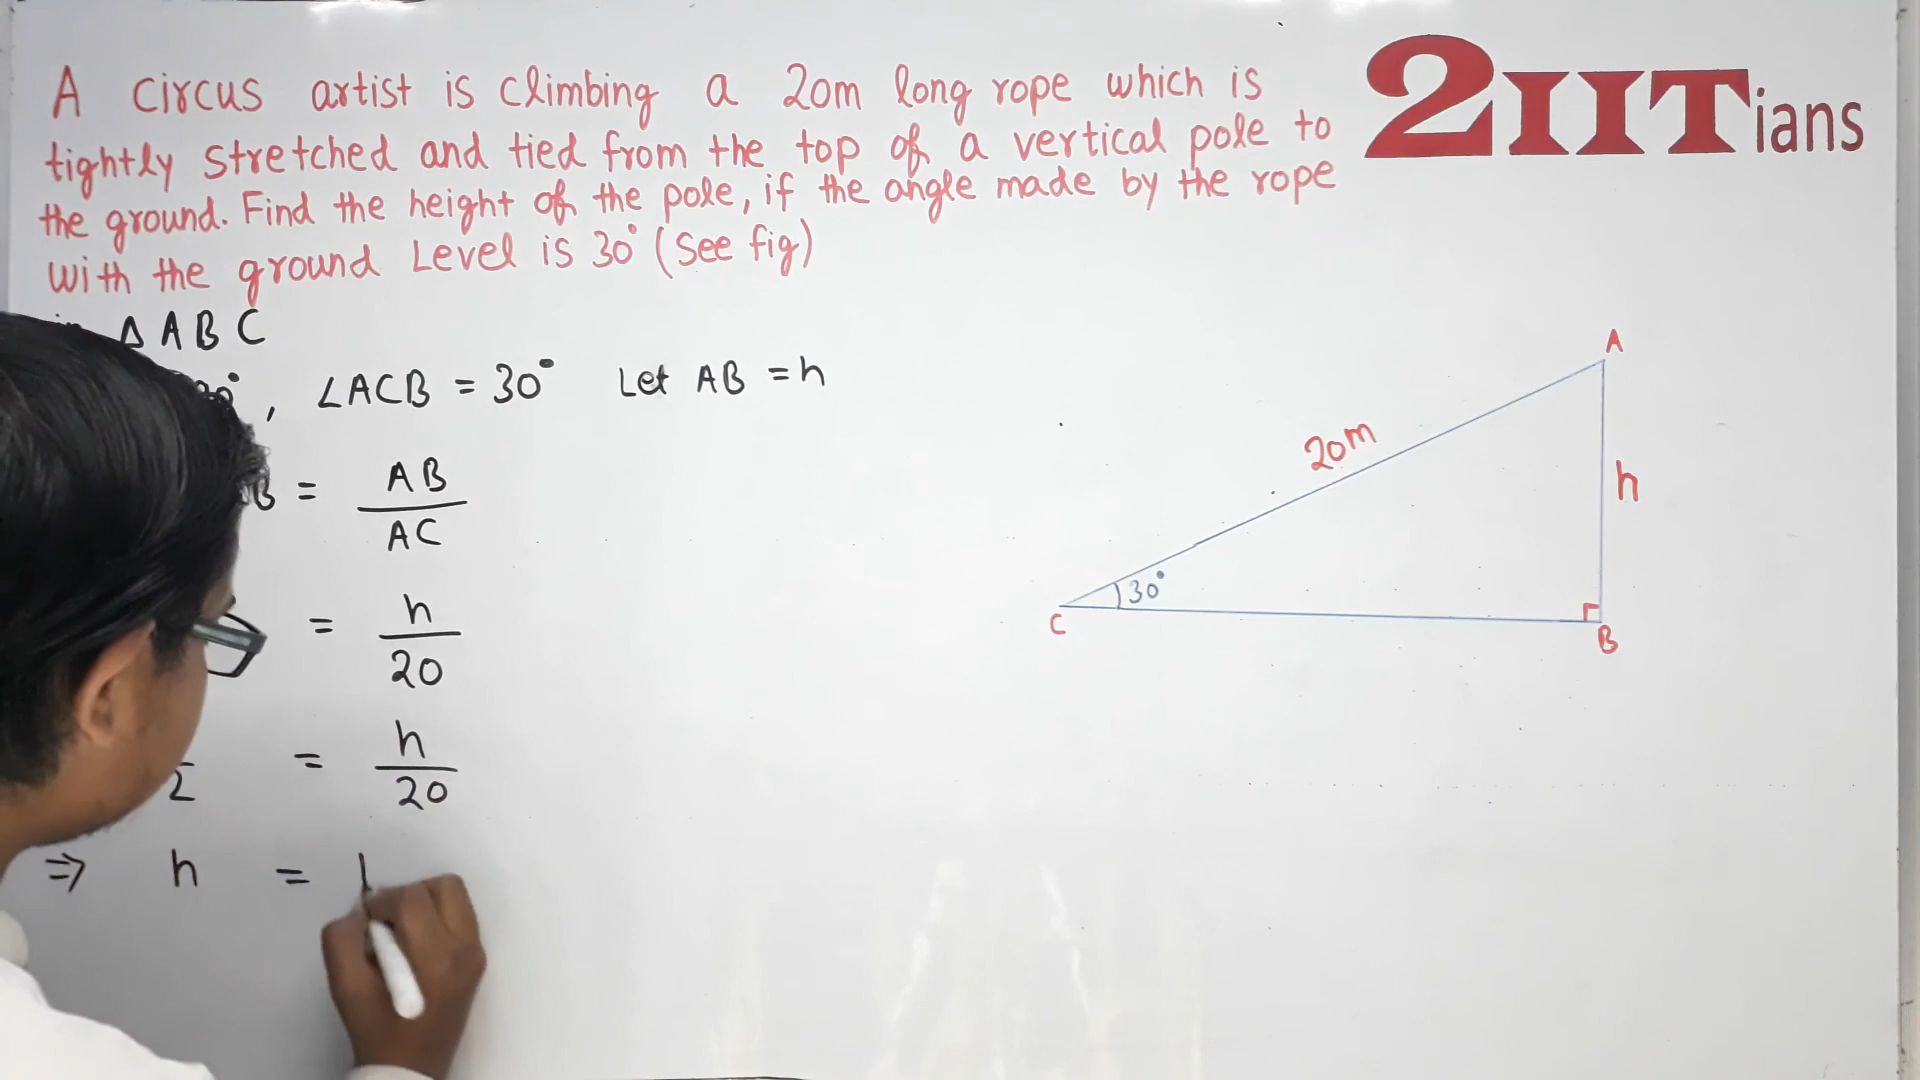 A circus artist is climbing a 20m long rope which is
tightly stretched and tied from the top of a vertical pole to
the ground. Find the height of the pole, if the angle made by the rope
with the ground Level is 30° (See fig)
2IITians
Δ A B C
, ∠ACB = 30° Let AB = h
B = AB / AC
= h / 20
2 = h / 20
⇒ h =
A
20m
h
30°
C
B